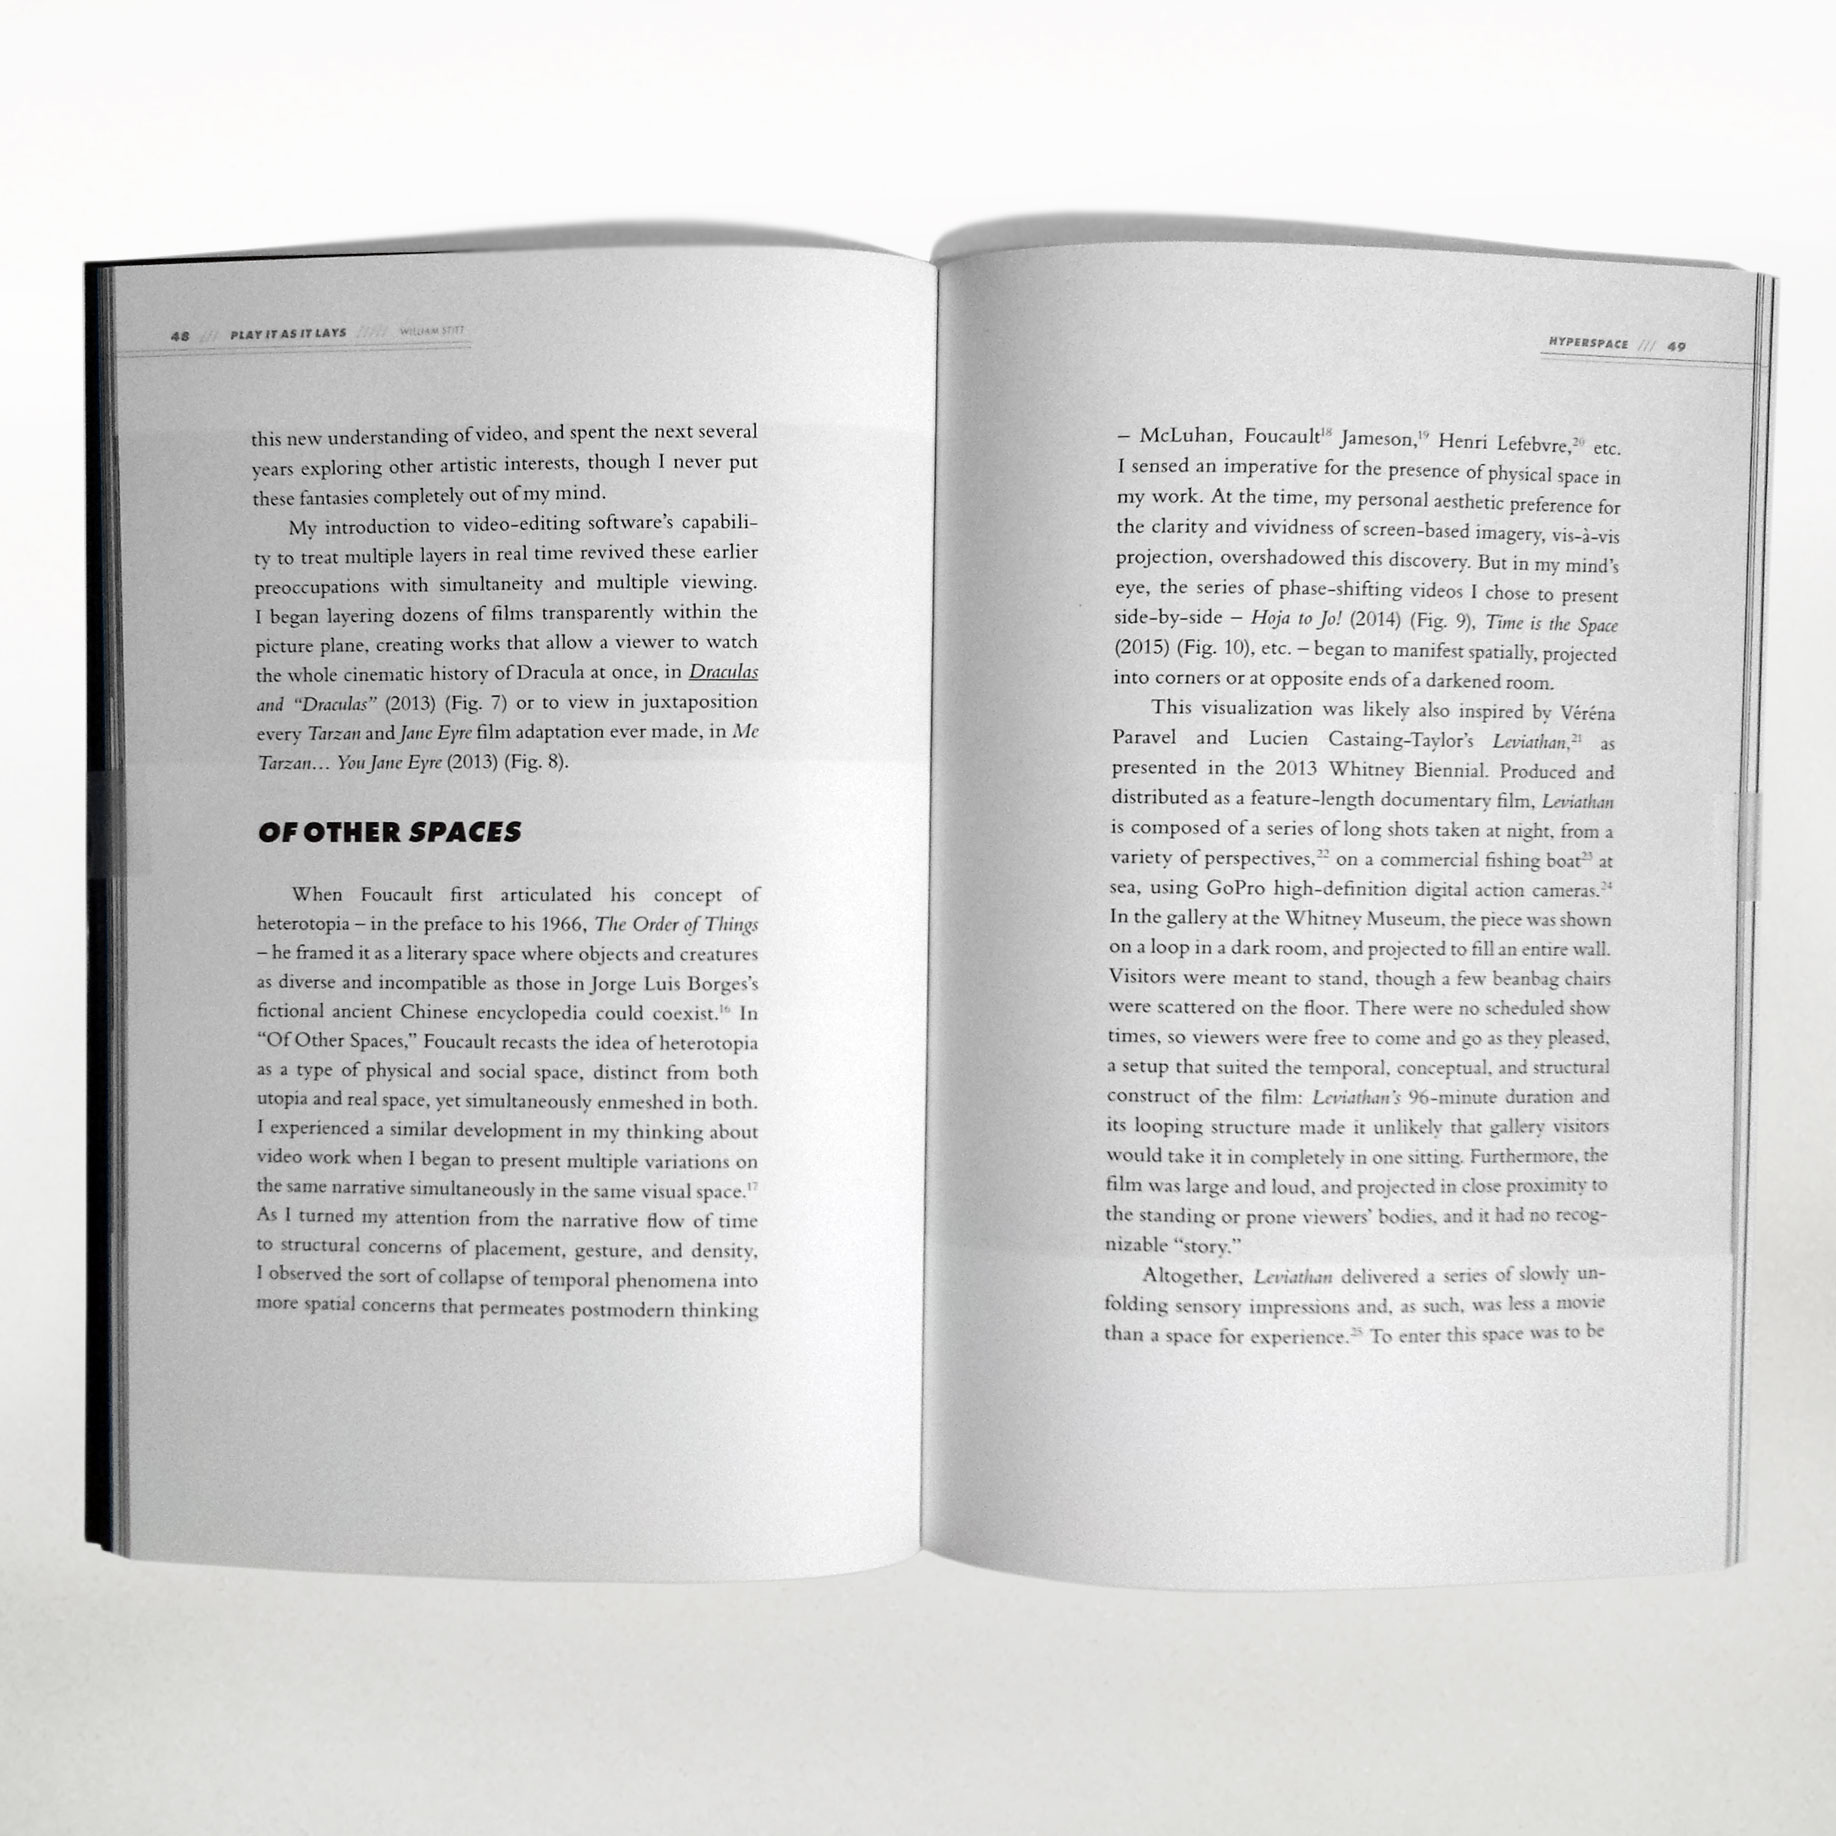 48 /// PLAY IT AS IT LAYS ///// WILLIAM STITT
this new understanding of video, and spent the next several
years exploring other artistic interests, though I never put
these fantasies completely out of my mind.
My introduction to video-editing software’s capabili-
ty to treat multiple layers in real time revived these earlier
preoccupations with simultaneity and multiple viewing.
I began layering dozens of films transparently within the
picture plane, creating works that allow a viewer to watch
the whole cinematic history of Dracula at once, in Draculas
and “Draculas” (2013) (Fig. 7) or to view in juxtaposition
every Tarzan and Jane Eyre film adaptation ever made, in Me
Tarzan… You Jane Eyre (2013) (Fig. 8).
OF OTHER SPACES
When Foucault first articulated his concept of
heterotopia – in the preface to his 1966, The Order of Things
– he framed it as a literary space where objects and creatures
as diverse and incompatible as those in Jorge Luis Borges’s
fictional ancient Chinese encyclopedia could coexist.16 In
“Of Other Spaces,” Foucault recasts the idea of heterotopia
as a type of physical and social space, distinct from both
utopia and real space, yet simultaneously enmeshed in both.
I experienced a similar development in my thinking about
video work when I began to present multiple variations on
the same narrative simultaneously in the same visual space.17
As I turned my attention from the narrative flow of time
to structural concerns of placement, gesture, and density,
I observed the sort of collapse of temporal phenomena into
more spatial concerns that permeates postmodern thinking
HYPERSPACE /// 49
– McLuhan, Foucault18 Jameson,19 Henri Lefebvre,20 etc.
I sensed an imperative for the presence of physical space in
my work. At the time, my personal aesthetic preference for
the clarity and vividness of screen-based imagery, vis-à-vis
projection, overshadowed this discovery. But in my mind’s
eye, the series of phase-shifting videos I chose to present
side-by-side – Hoja to Jo! (2014) (Fig. 9), Time is the Space
(2015) (Fig. 10), etc. – began to manifest spatially, projected
into corners or at opposite ends of a darkened room.
This visualization was likely also inspired by Véréna
Paravel and Lucien Castaing-Taylor’s Leviathan,21 as
presented in the 2013 Whitney Biennial. Produced and
distributed as a feature-length documentary film, Leviathan
is composed of a series of long shots taken at night, from a
variety of perspectives,22 on a commercial fishing boat23 at
sea, using GoPro high-definition digital action cameras.24
In the gallery at the Whitney Museum, the piece was shown
on a loop in a dark room, and projected to fill an entire wall.
Visitors were meant to stand, though a few beanbag chairs
were scattered on the floor. There were no scheduled show
times, so viewers were free to come and go as they pleased,
a setup that suited the temporal, conceptual, and structural
construct of the film: Leviathan’s 96-minute duration and
its looping structure made it unlikely that gallery visitors
would take it in completely in one sitting. Furthermore, the
film was large and loud, and projected in close proximity to
the standing or prone viewers’ bodies, and it had no recog-
nizable “story.”
Altogether, Leviathan delivered a series of slowly un-
folding sensory impressions and, as such, was less a movie
than a space for experience.25 To enter this space was to be